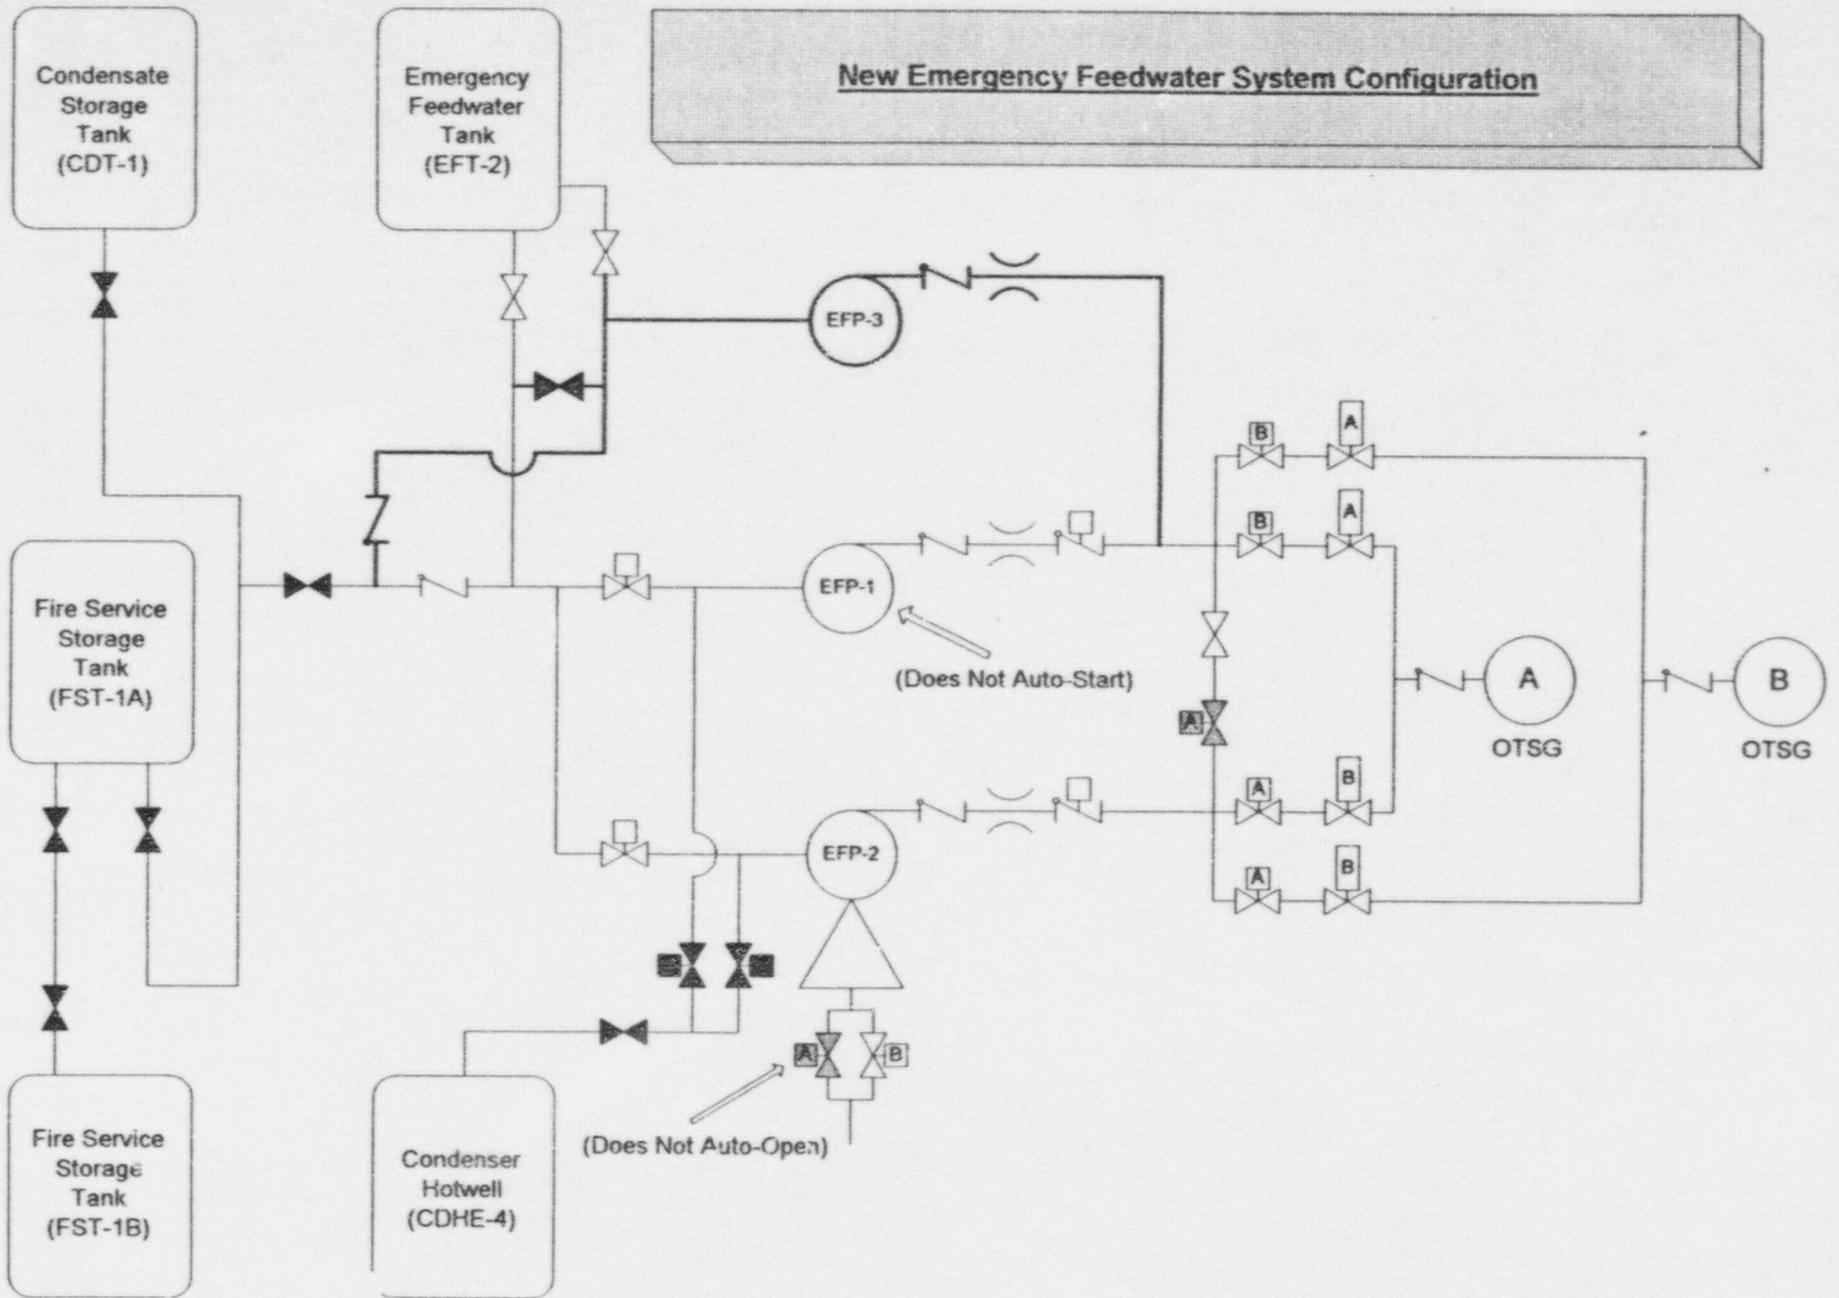 New Emergency Feedwater System Configuration
Condensate
Storage
Tank
(CDT-1)
Emergency
Feedwater
Tank
(EFT-2)
EFP-3
B
A
B
A
EFP-1
(Does Not Auto-Start)
Fire Service
Storage
Tank
(FST-1A)
A
OTSG
B
OTSG
A
A
B
EFP-2
A
B
A
B
(Does Not Auto-Open)
Fire Service
Storage
Tank
(FST-1B)
Condenser
Hotwell
(CDHE-4)